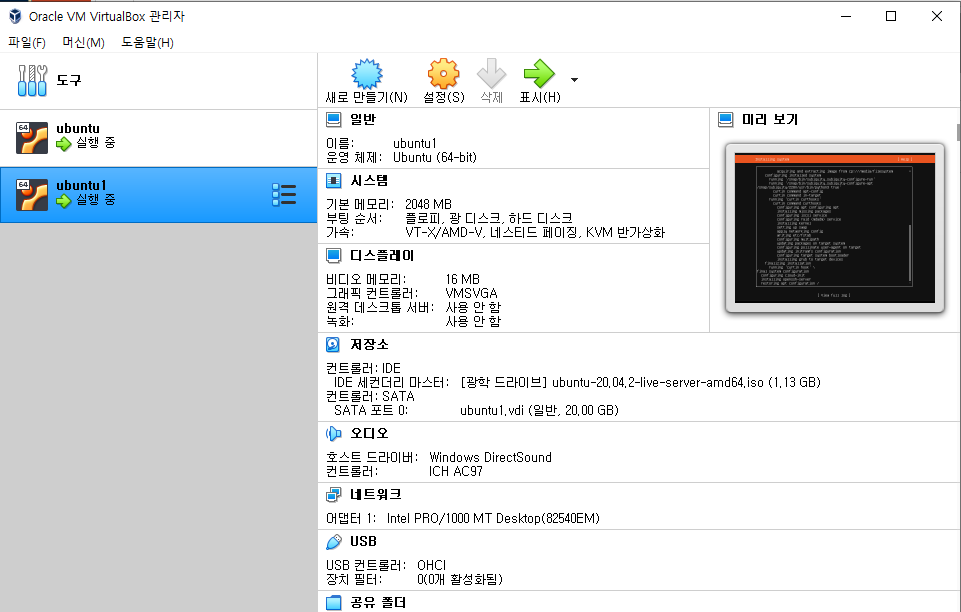 Oracle VM VirtualBox 관리자
파일(F) 머신(M) 도움말(H)
도구
새로 만들기(N) 설정(S) 삭제 표시(H)
64 ubuntu
실행 중
64 ubuntu1
실행 중
일반
이름: ubuntu1
운영 체제: Ubuntu (64-bit)
시스템
기본 메모리: 2048 MB
부팅 순서: 플로피, 광 디스크, 하드 디스크
가속: VT-X/AMD-V, 네스티드 페이징, KVM 반가상화
디스플레이
비디오 메모리: 16 MB
그래픽 컨트롤러: VMSVGA
원격 데스크톱 서버: 사용 안 함
녹화: 사용 안 함
미리 보기
저장소
컨트롤러: IDE
IDE 세컨더리 마스터: [광학 드라이브] ubuntu-20.04.2-live-server-amd64.iso (1.13 GB)
컨트롤러: SATA
SATA 포트 0: ubuntu1.vdi (일반, 20.00 GB)
오디오
호스트 드라이버: Windows DirectSound
컨트롤러: ICH AC97
네트워크
어댑터 1: Intel PRO/1000 MT Desktop(82540EM)
USB
USB 컨트롤러: OHCI
장치 필터: 0(0개 활성화됨)
공유 폴더